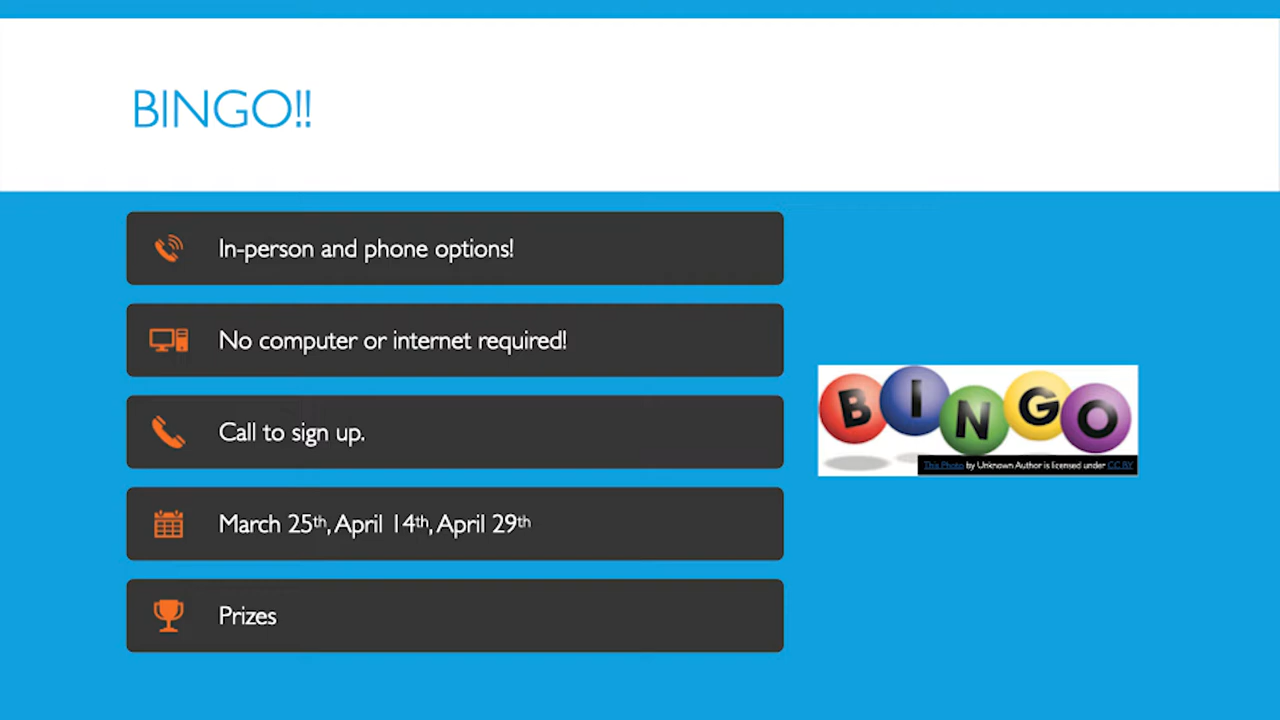 BINGO!!
In-person and phone options!
No computer or internet required!
Call to sign up.
March 25th, April 14th, April 29th
Prizes
BINGO
This Photo by Unknown Author is licensed under CC BY